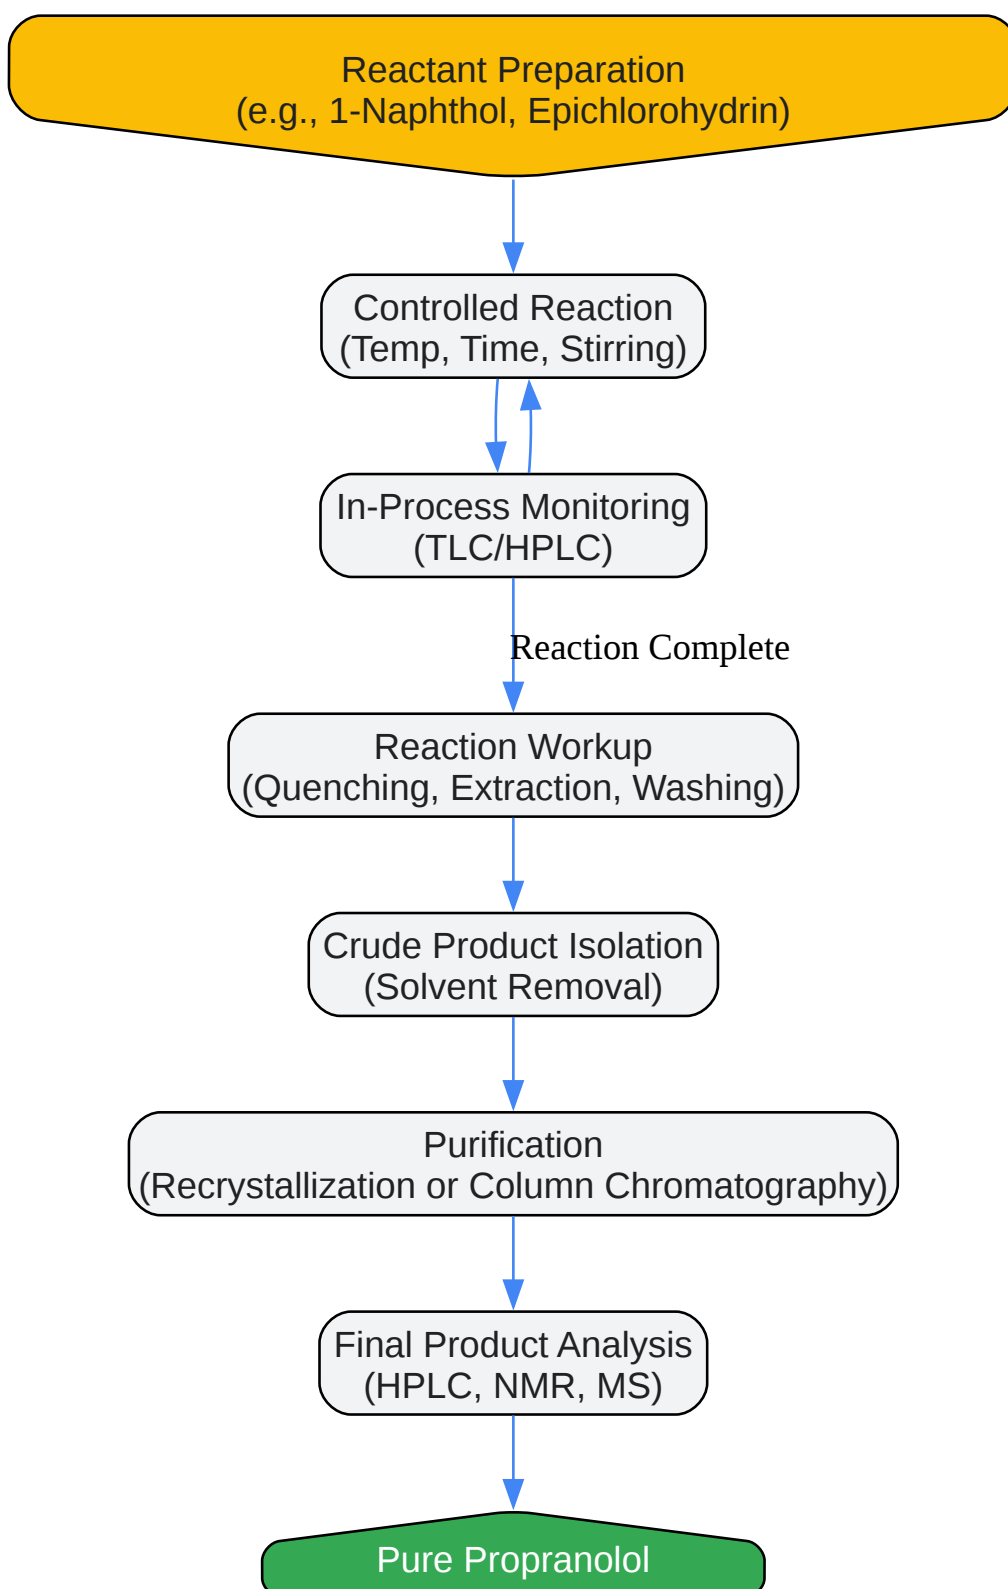 Reactant Preparation
(e.g., 1-Naphthol, Epichlorohydrin)
Controlled Reaction
(Temp, Time, Stirring)
In-Process Monitoring
(TLC/HPLC)
Reaction Complete
Reaction Workup
(Quenching, Extraction, Washing)
Crude Product Isolation
(Solvent Removal)
Purification
(Recrystallization or Column Chromatography)
Final Product Analysis
(HPLC, NMR, MS)
Pure Propranolol